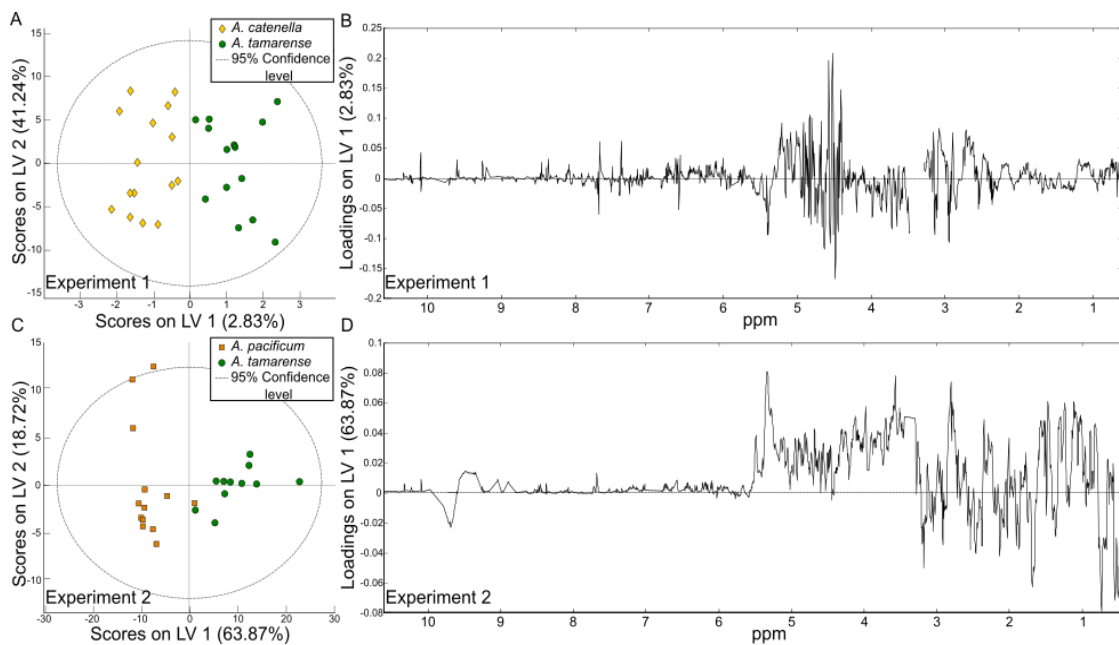 A
Scores on LV 2 (41.24%)
15
10
5
0
-5
-10
15
A. catenella
A. tamarense
95% Confidence
level
Experiment 1
-3 -2 -1 0 1 2 3
Scores on LV 1 (2.83%)
B
Loadings on LV 1 (2.83%)
0.25
0.2
0.15
0.1
0.05
0
-0.05
-0.1
-0.15
-0.2
Experiment 1
10 9 8 7 6 5 4 3 2 1
ppm
C
Scores on LV 2 (18.72%)
15
10
5
0
-5
-10
A. pacificum
A. tamarense
95% Confidence
level
Experiment 2
-30 -20 -10 0 10 20 30
Scores on LV 1 (63.87%)
D
Loadings on LV 1 (63.87%)
0.1
0.08
0.06
0.04
0.02
0
0.02
0.04
0.06
0.08
Experiment 2
10 9 8 7 6 5 4 3 2 1
ppm